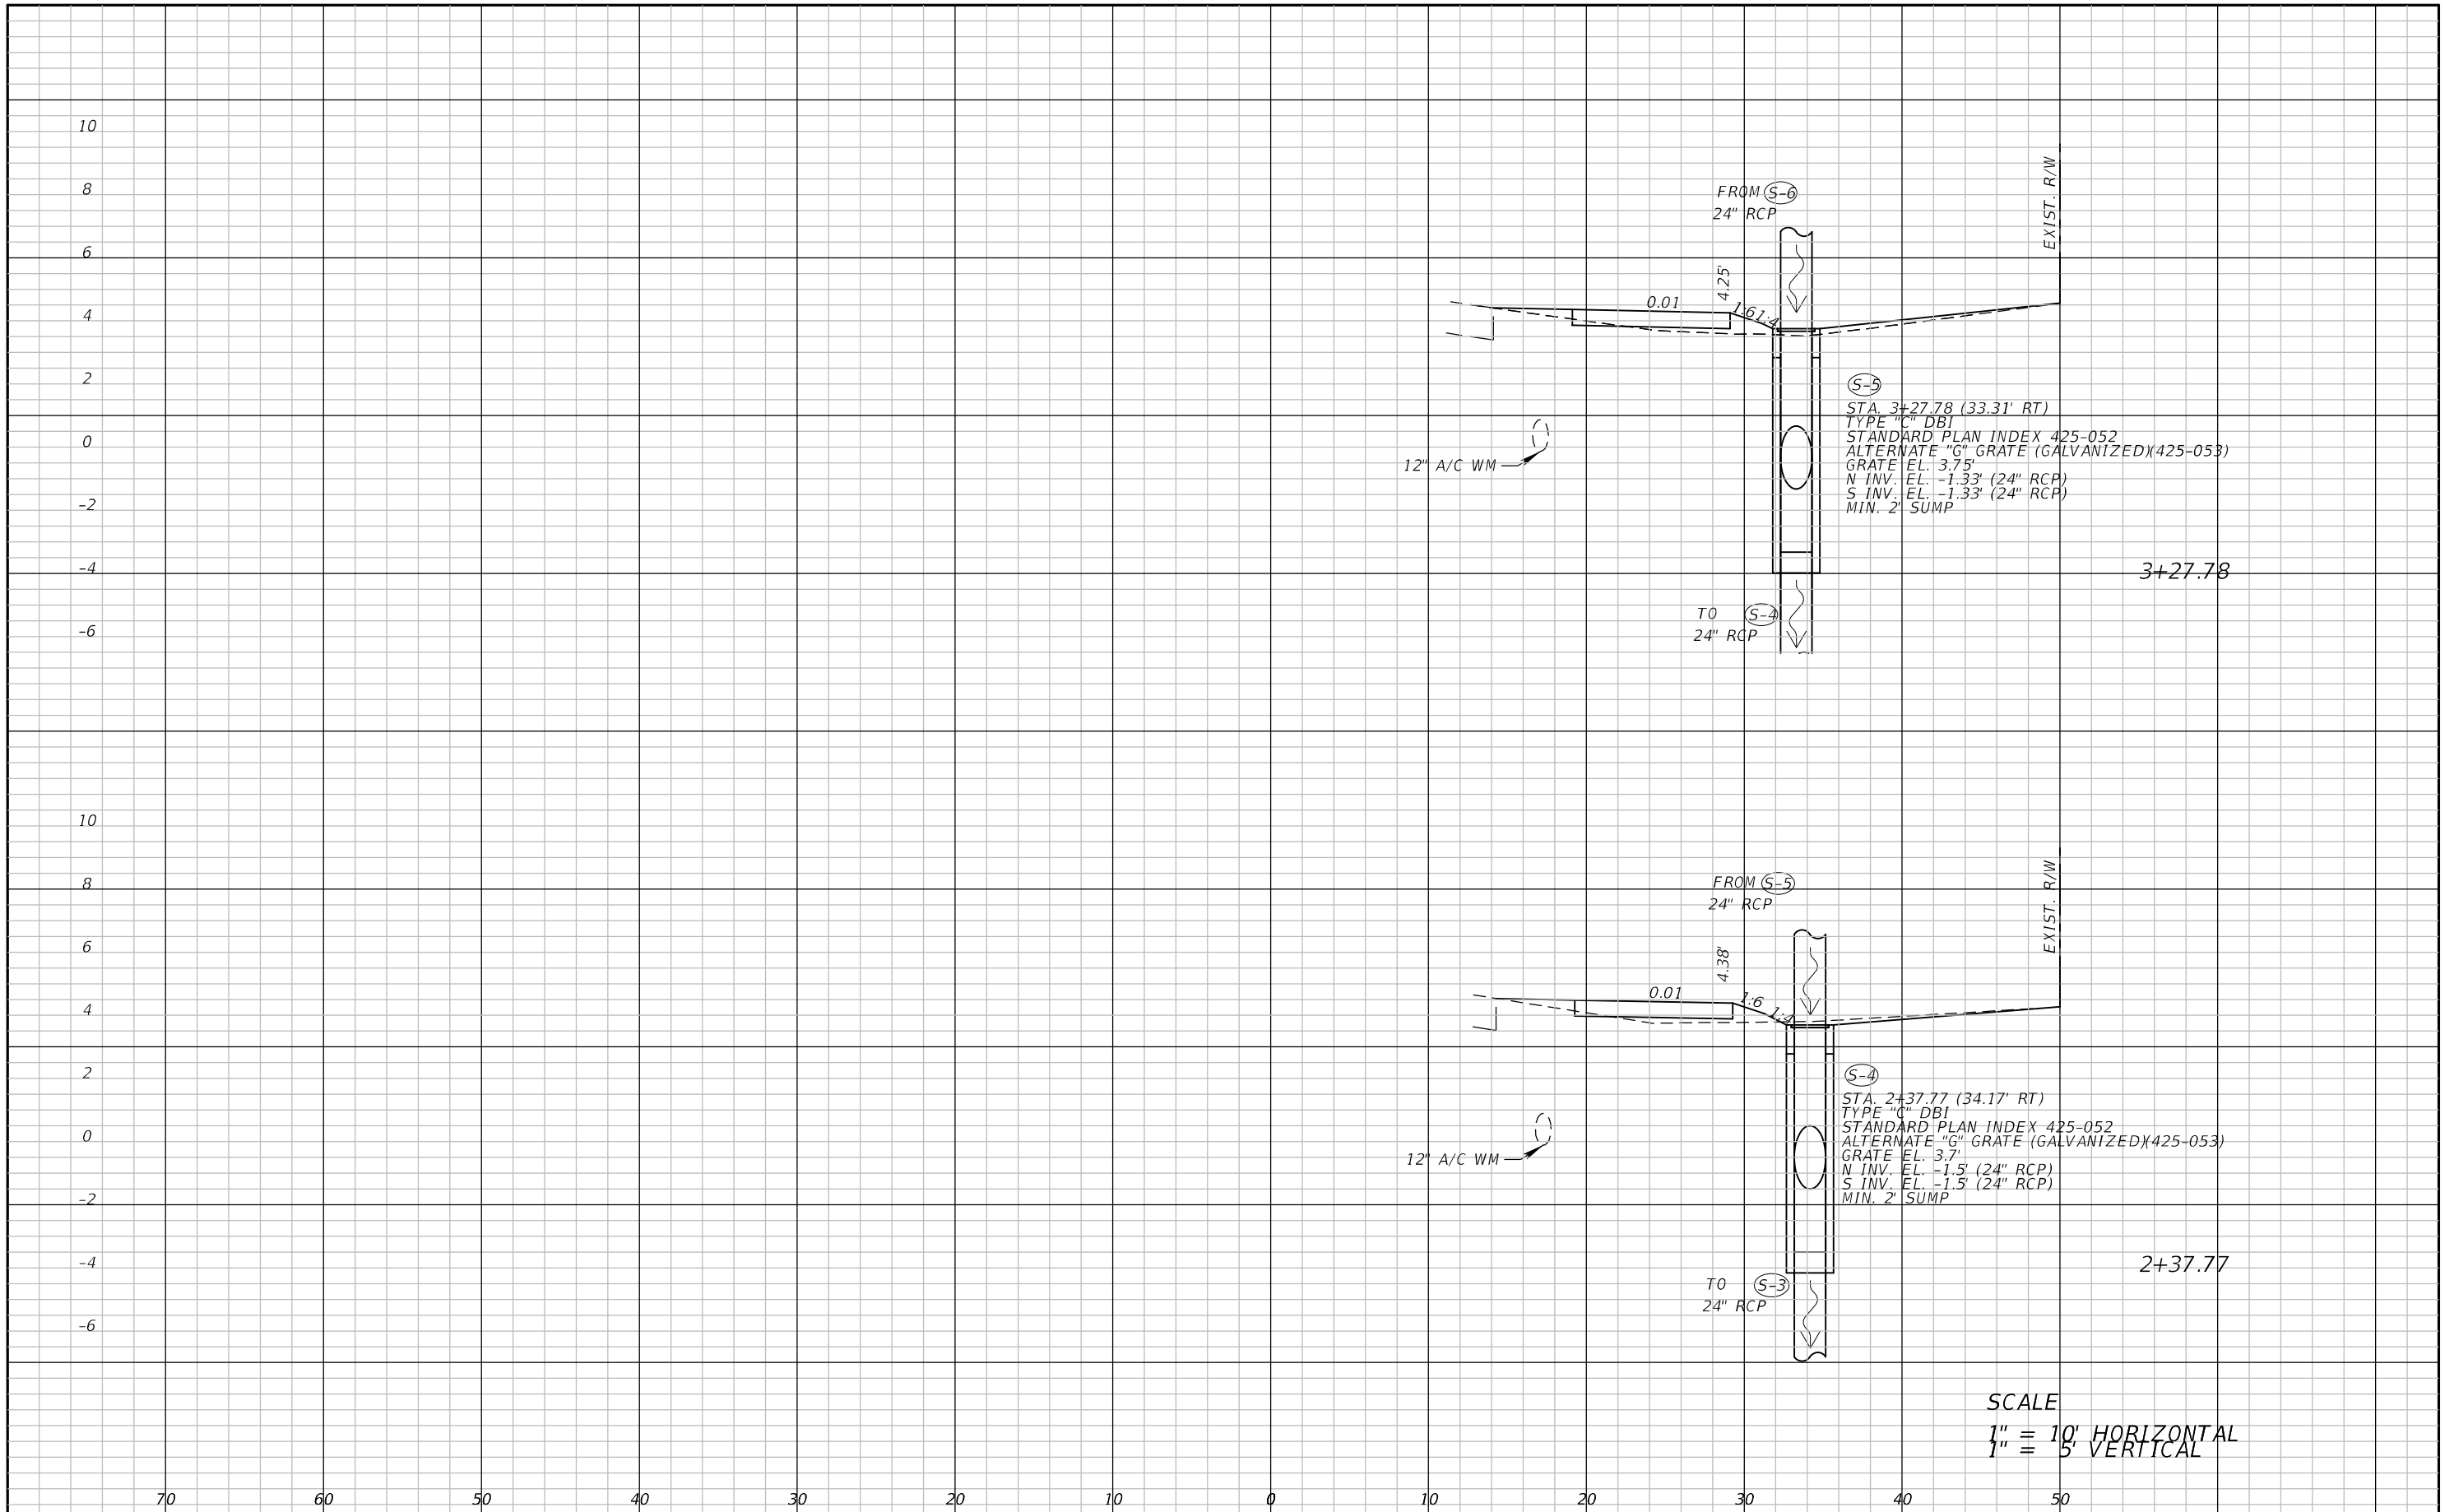 10
8
6
4
2
0
-2
-4
-6
FROM S-6
24" RCP
EXIST. R/W
4.25'
0.01
1:6
1:4
12" A/C WM
S-5
STA. 3+27.78 (33.31' RT)
TYPE "C" DBI
STANDARD PLAN INDEX 425-052
ALTERNATE "G" GRATE (GALVANIZED)(425-053)
GRATE EL. 3.75'
N INV. EL. -1.33' (24" RCP)
S INV. EL. -1.33' (24" RCP)
MIN. 2' SUMP
3+27.78
TO S-4
24" RCP
10
8
6
4
2
0
-2
-4
-6
FROM S-5
24" RCP
EXIST. R/W
4.38'
0.01
1:6
1:4
12" A/C WM
S-4
STA. 2+37.77 (34.17' RT)
TYPE "C" DBI
STANDARD PLAN INDEX 425-052
ALTERNATE "G" GRATE (GALVANIZED)(425-053)
GRATE EL. 3.7'
N INV. EL. -1.5' (24" RCP)
S INV. EL. -1.5' (24" RCP)
MIN. 2' SUMP
2+37.77
TO S-3
24" RCP
SCALE
1" = 10' HORIZONTAL
1" = 5' VERTICAL
70 60 50 40 30 20 10 0 10 20 30 40 50